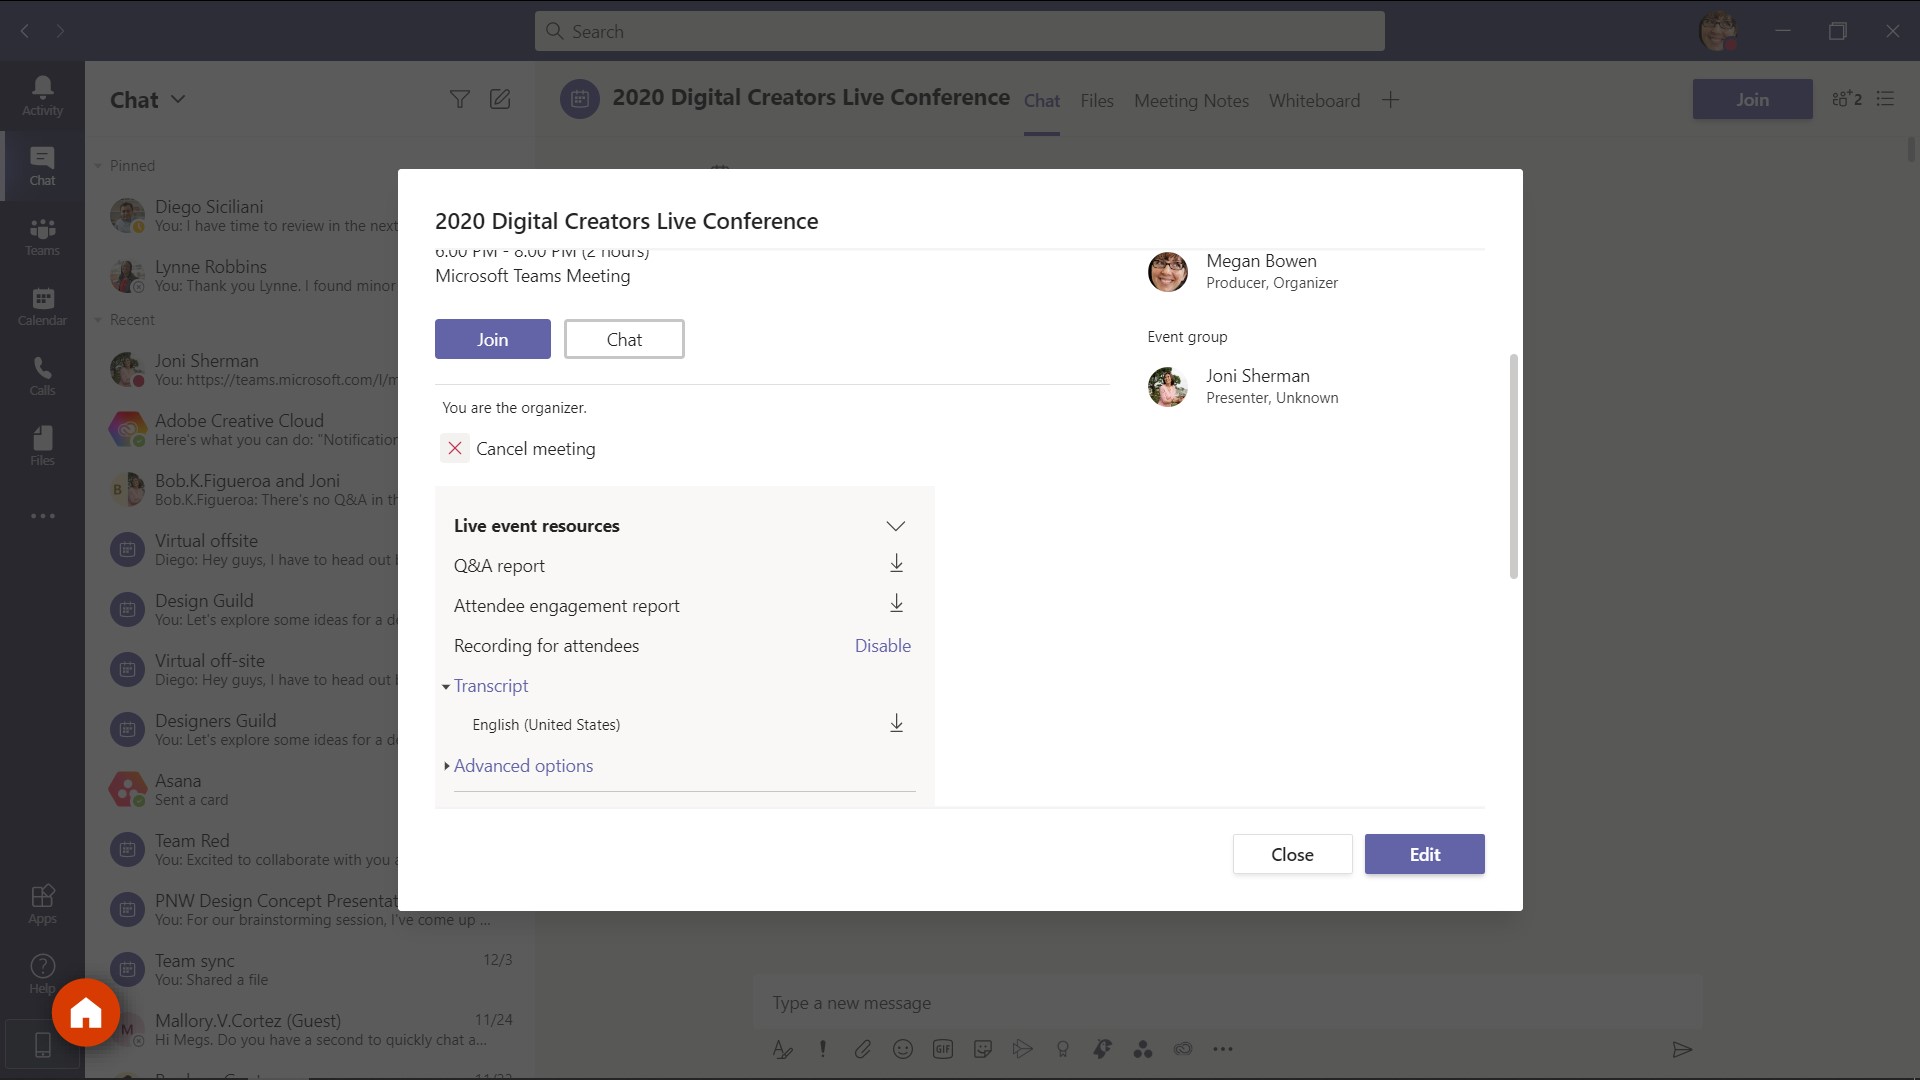 Search
Activity
Chat
Teams
Calendar
Calls
Files
Apps
Help
Chat
Pinned
Diego Siciliani
You: I have time to review in the next
Lynne Robbins
You: Thank you Lynne. I found minor
Recent
Joni Sherman
You: https://teams.microsoft.com/l/m
Adobe Creative Cloud
Here's what you can do: "Notification
Bob.K.Figueroa and Joni
Bob.K.Figueroa: There's no Q&A in th
Virtual offsite
Diego: Hey guys, I have to head out
Design Guild
You: Let's explore some ideas for a de
Virtual off-site
Diego: Hey guys, I have to head out
Designers Guild
You: Let's explore some ideas for a de
Asana
Sent a card
Team Red
You: Excited to collaborate with you a
PNW Design Concept Presentat
You: For our brainstorming session, I've come up ...
Team sync 12/3
You: Shared a file
Mallory.V.Cortez (Guest) 11/24
Hi Megs. Do you have a second to quickly chat a...
2020 Digital Creators Live Conference Chat Files Meeting Notes Whiteboard
Join
2
2020 Digital Creators Live Conference
6:00 PM - 8:00 PM (2 hours)
Microsoft Teams Meeting
Join Chat
You are the organizer.
Cancel meeting
Live event resources
Q&A report
Attendee engagement report
Recording for attendees Disable
Transcript
English (United States)
Advanced options
Megan Bowen
Producer, Organizer
Event group
Joni Sherman
Presenter, Unknown
Close Edit
Type a new message
GIF
B
M